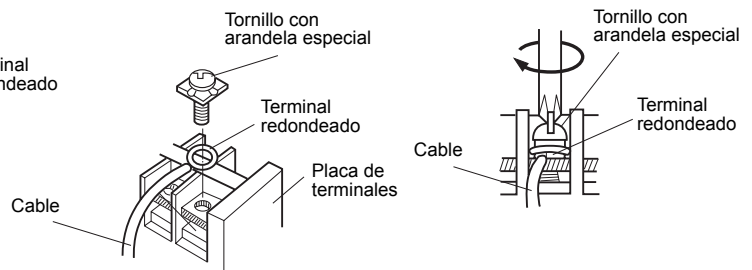 Tornillo con
arandela especial
Terminal
redondeado
Placa de
terminales
Cable
Tornillo con
arandela especial
Terminal
redondeado
Cable